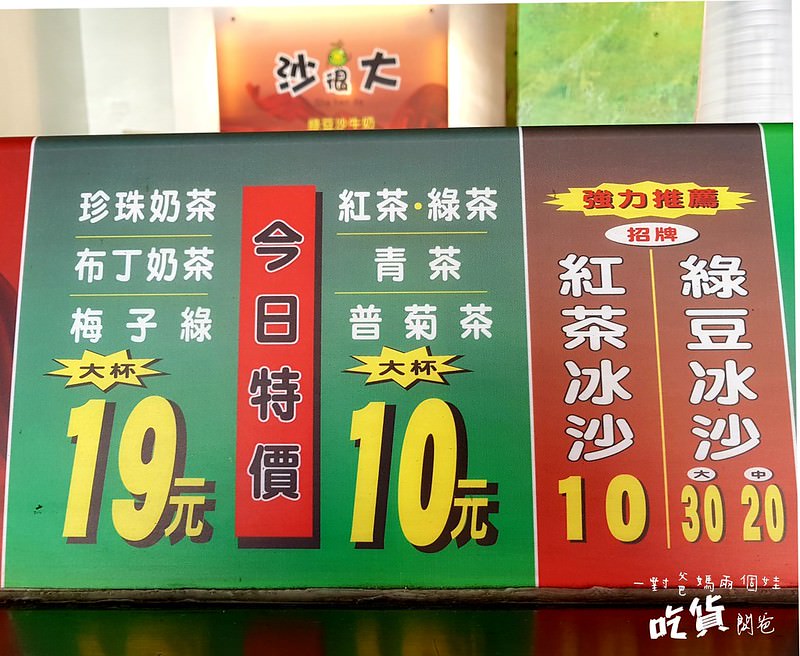 沙很大
綠豆沙牛奶
珍珠奶茶
布丁奶茶
梅子綠
大杯
19元
今日特價
紅茶·綠茶
青茶
普菊茶
大杯
10元
強力推薦
招牌
紅茶冰沙
10
綠豆冰沙
大 中
30 20
一對爸媽兩個娃
吃貨